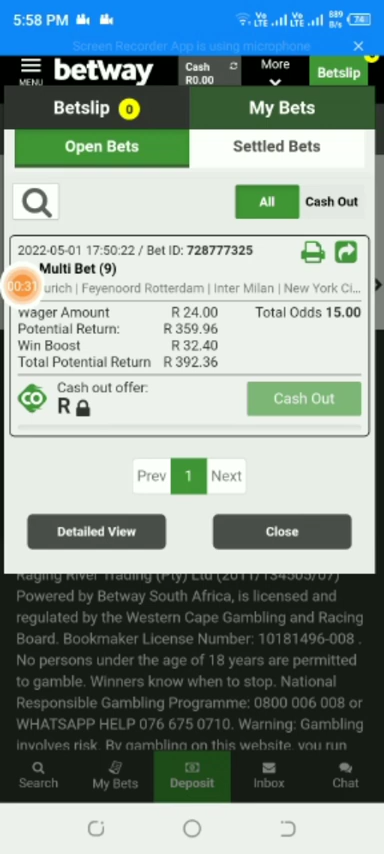 5:58 PM
Vo LTE Vo LTE 889 B/s 74
Screen Recorder App is using microphone
MENU betway Cash R0.00 More Betslip
Betslip 0 My Bets
Open Bets Settled Bets
All Cash Out
2022-05-01 17:50:22 / Bet ID: 728777325
Multi Bet (9)
00:31 urich | Feyenoord Rotterdam | Inter Milan | New York Ci...
Wager Amount R 24.00 Total Odds 15.00
Potential Return: R 359.96
Win Boost R 32.40
Total Potential Return R 392.36
CO Cash out offer:
R Cash Out
Prev 1 Next
Detailed View Close
Raging River Trading (Pty) Ltd (2011/134505/07)
Powered by Betway South Africa, is licensed and
regulated by the Western Cape Gambling and Racing
Board. Bookmaker License Number: 10181496-008 .
No persons under the age of 18 years are permitted
to gamble. Winners know when to stop. National
Responsible Gambling Programme: 0800 006 008 or
WHATSAPP HELP 076 675 0710. Warning: Gambling
involves risk. By gambling on this website, you run
Search My Bets Deposit Inbox Chat